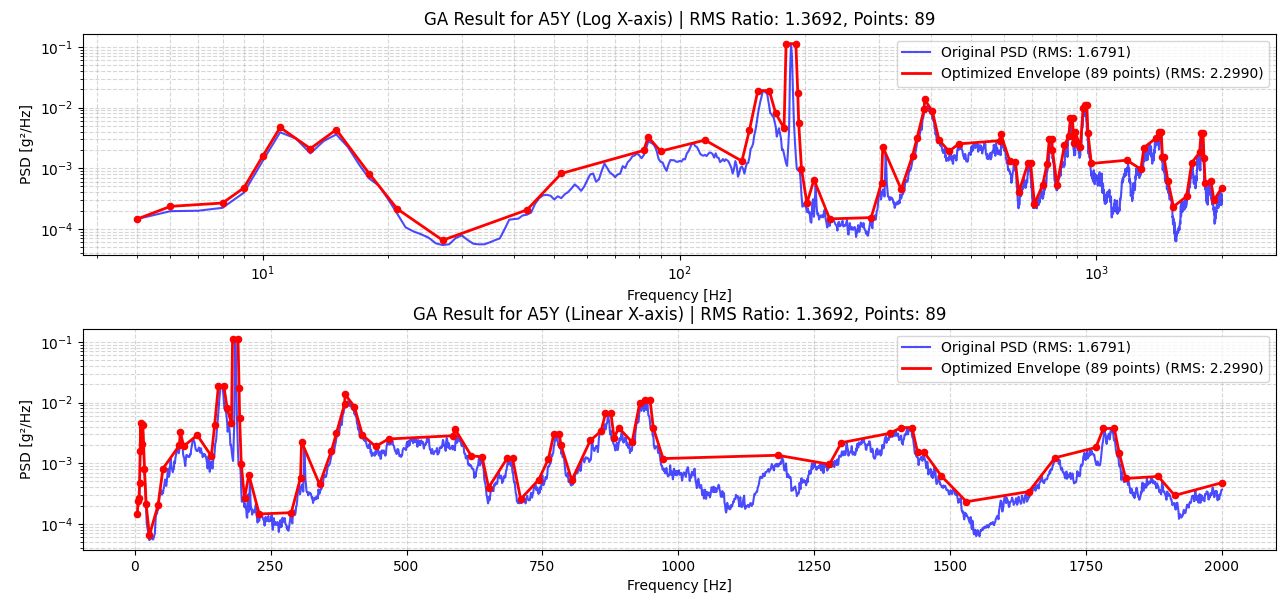 GA Result for A5Y (Log X-axis) | RMS Ratio: 1.3692, Points: 89
Original PSD (RMS: 1.6791)
Optimized Envelope (89 points) (RMS: 2.2990)
PSD [g²/Hz]
10⁻¹
10⁻²
10⁻³
10⁻⁴
10¹ 10² 10³
Frequency [Hz]
GA Result for A5Y (Linear X-axis) | RMS Ratio: 1.3692, Points: 89
Original PSD (RMS: 1.6791)
Optimized Envelope (89 points) (RMS: 2.2990)
PSD [g²/Hz]
10⁻¹
10⁻²
10⁻³
10⁻⁴
0 250 500 750 1000 1250 1500 1750 2000
Frequency [Hz]